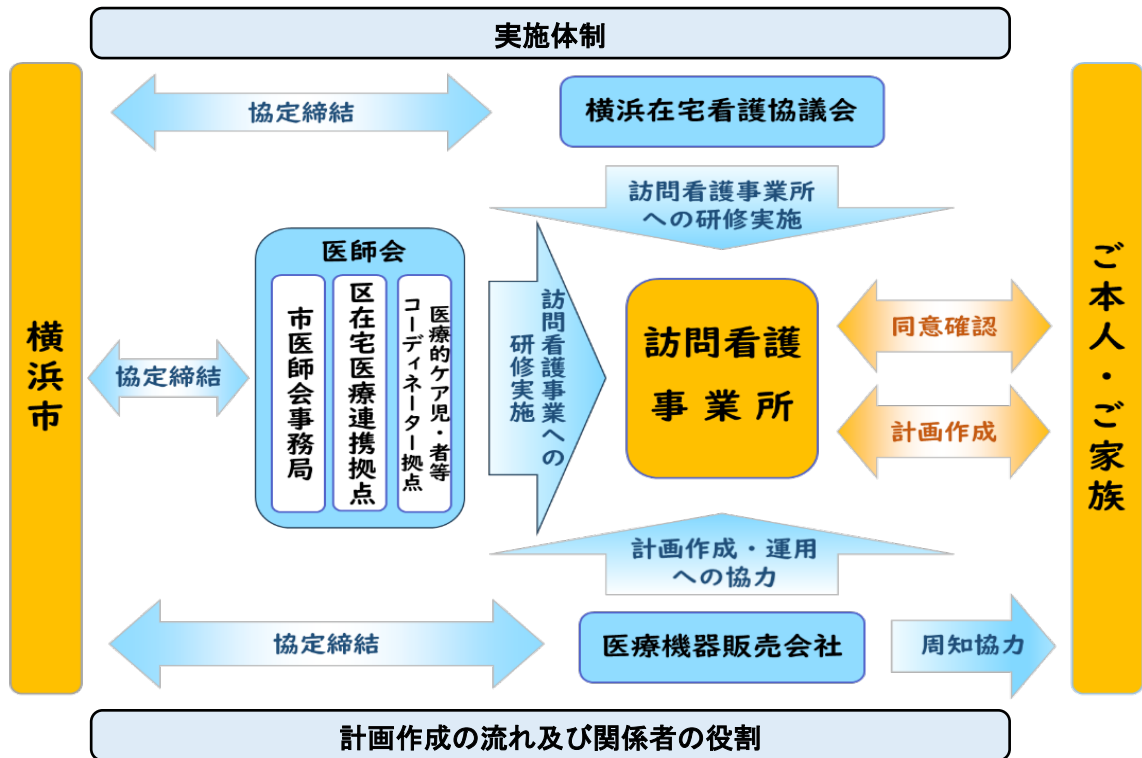 実施体制
横浜市
協定締結
横浜在宅看護協議会
訪問看護事業所
への研修実施
協定締結
医師会
市医師会事務局
区在宅医療連携拠点
医療的ケア児・者等
コーディネーター拠点
訪問看護事業への
研修実施
訪問看護
事業所
同意確認
計画作成
ご本人・ご家族
計画作成・運用
への協力
協定締結
医療機器販売会社
周知協力
計画作成の流れ及び関係者の役割